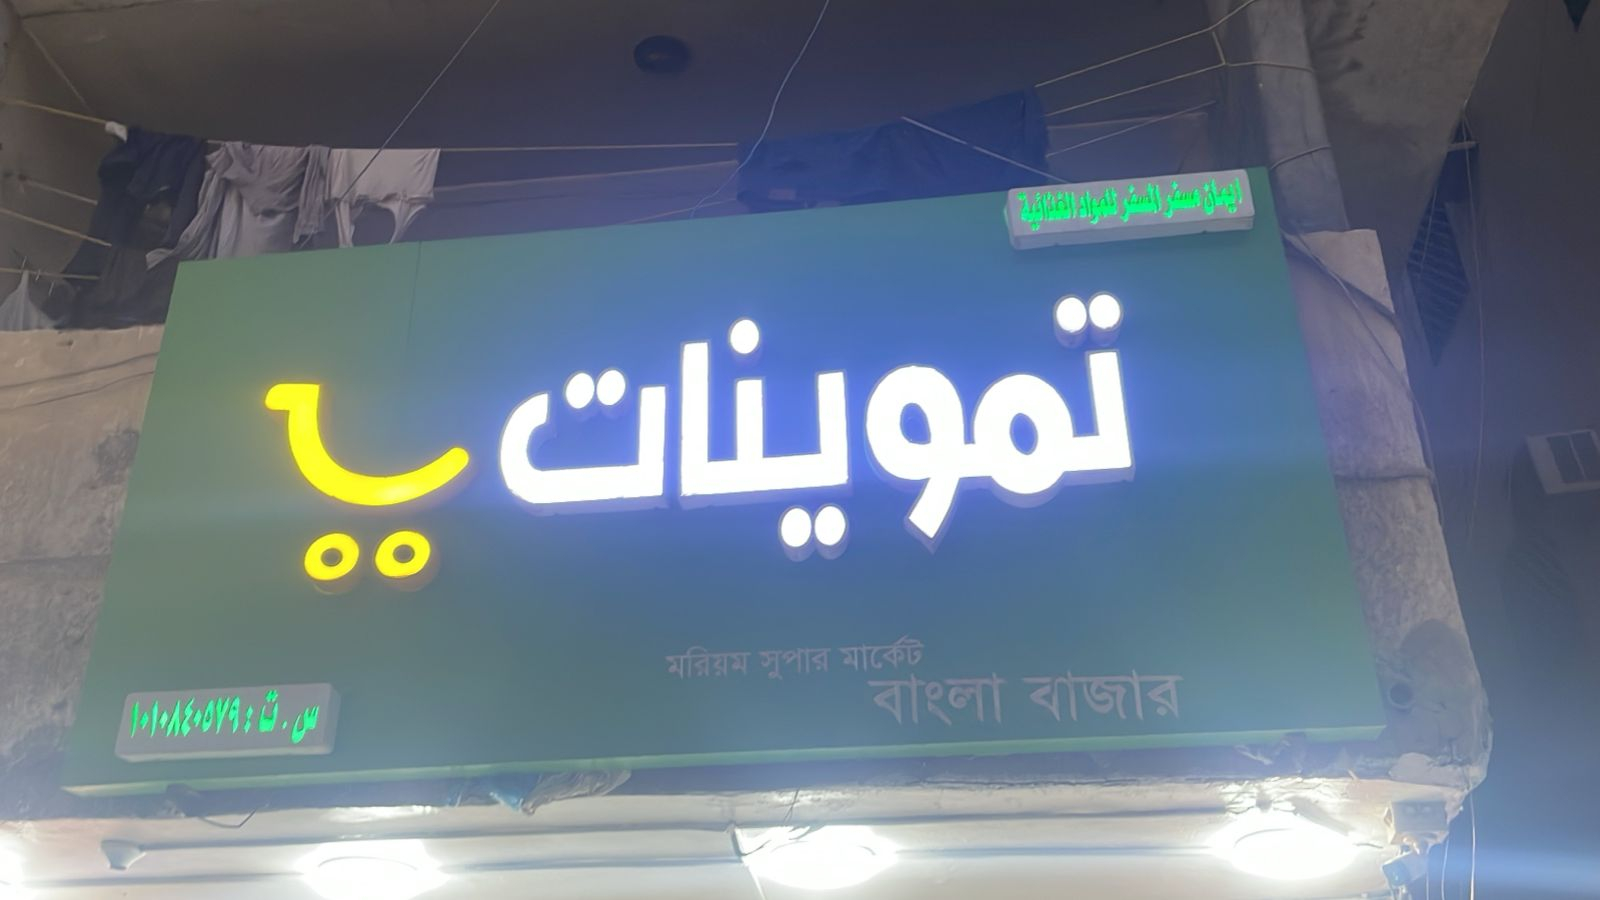 ايمان مسفر المسفر للمواد الغذائية
تموينات
মরিয়ম সুপার মার্কেট
বাংলা বাজার
س.ت : ١٠١٠٨٤٠٥٧٩